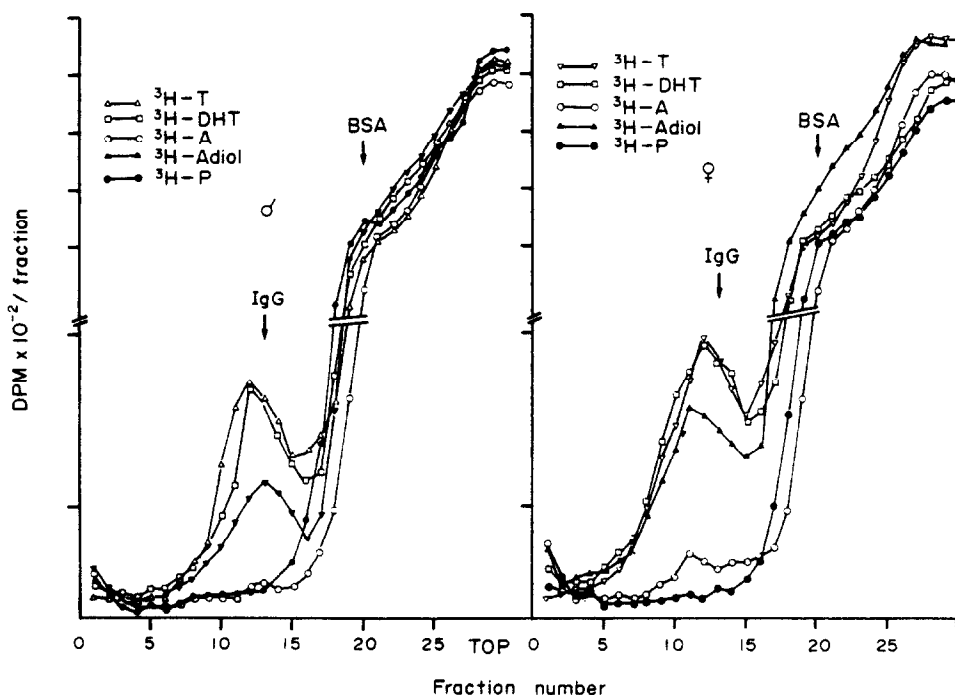 ³H-T
³H-DHT
³H-A
³H-Adiol
³H-P
BSA
♂
IgG
³H-T
³H-DHT
³H-A
³H-Adiol
³H-P
BSA
♀
IgG
DPM x 10⁻²/ fraction
0 5 10 15 20 25 TOP
0 5 10 15 20 25 30
Fraction number